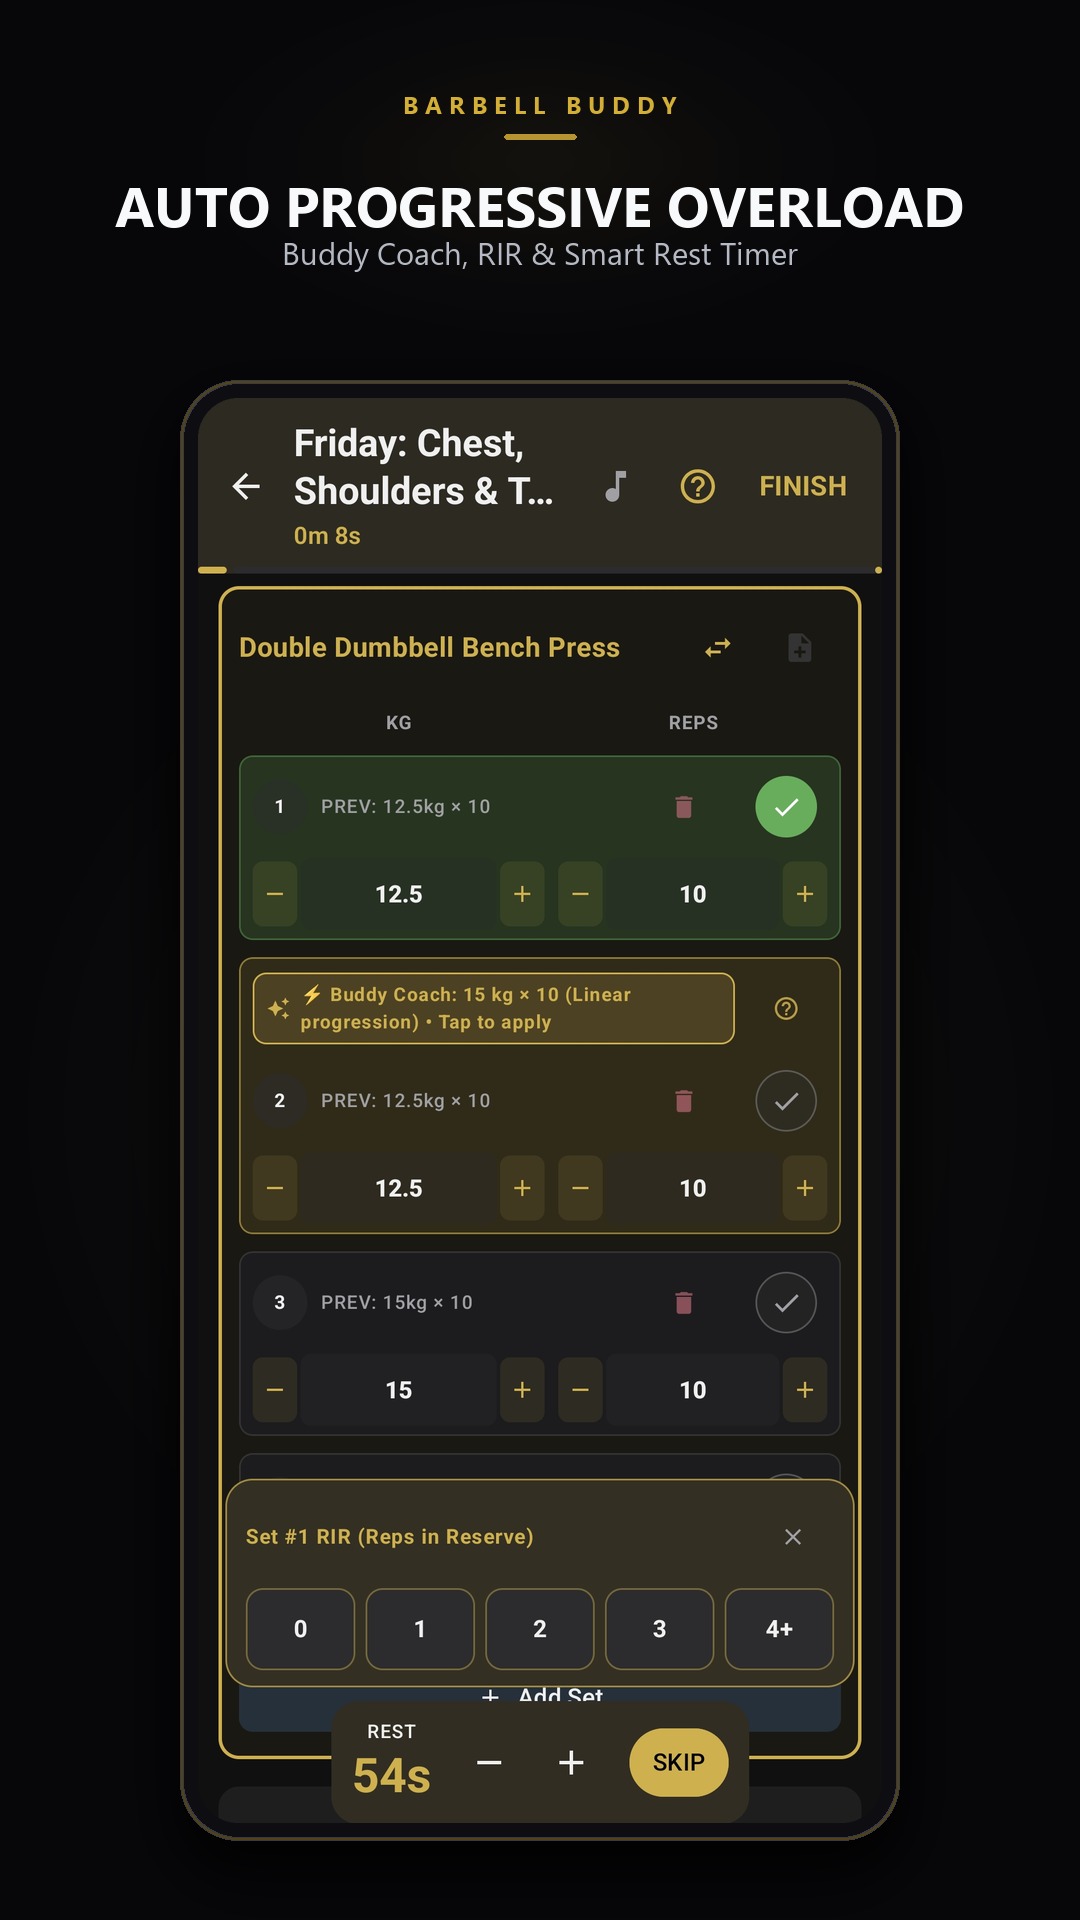 BARBELL BUDDY
AUTO PROGRESSIVE OVERLOAD
Buddy Coach, RIR & Smart Rest Timer
Friday: Chest,
Shoulders & T...
FINISH
0m 8s
Double Dumbbell Bench Press
KG REPS
1 PREV: 12.5kg × 10
− 12.5 + − 10 +
⚡ Buddy Coach: 15 kg × 10 (Linear
progression) • Tap to apply
2 PREV: 12.5kg × 10
− 12.5 + − 10 +
3 PREV: 15kg × 10
− 15 + − 10 +
Set #1 RIR (Reps in Reserve)
0 1 2 3 4+
+ Add Set
REST
54s − + SKIP